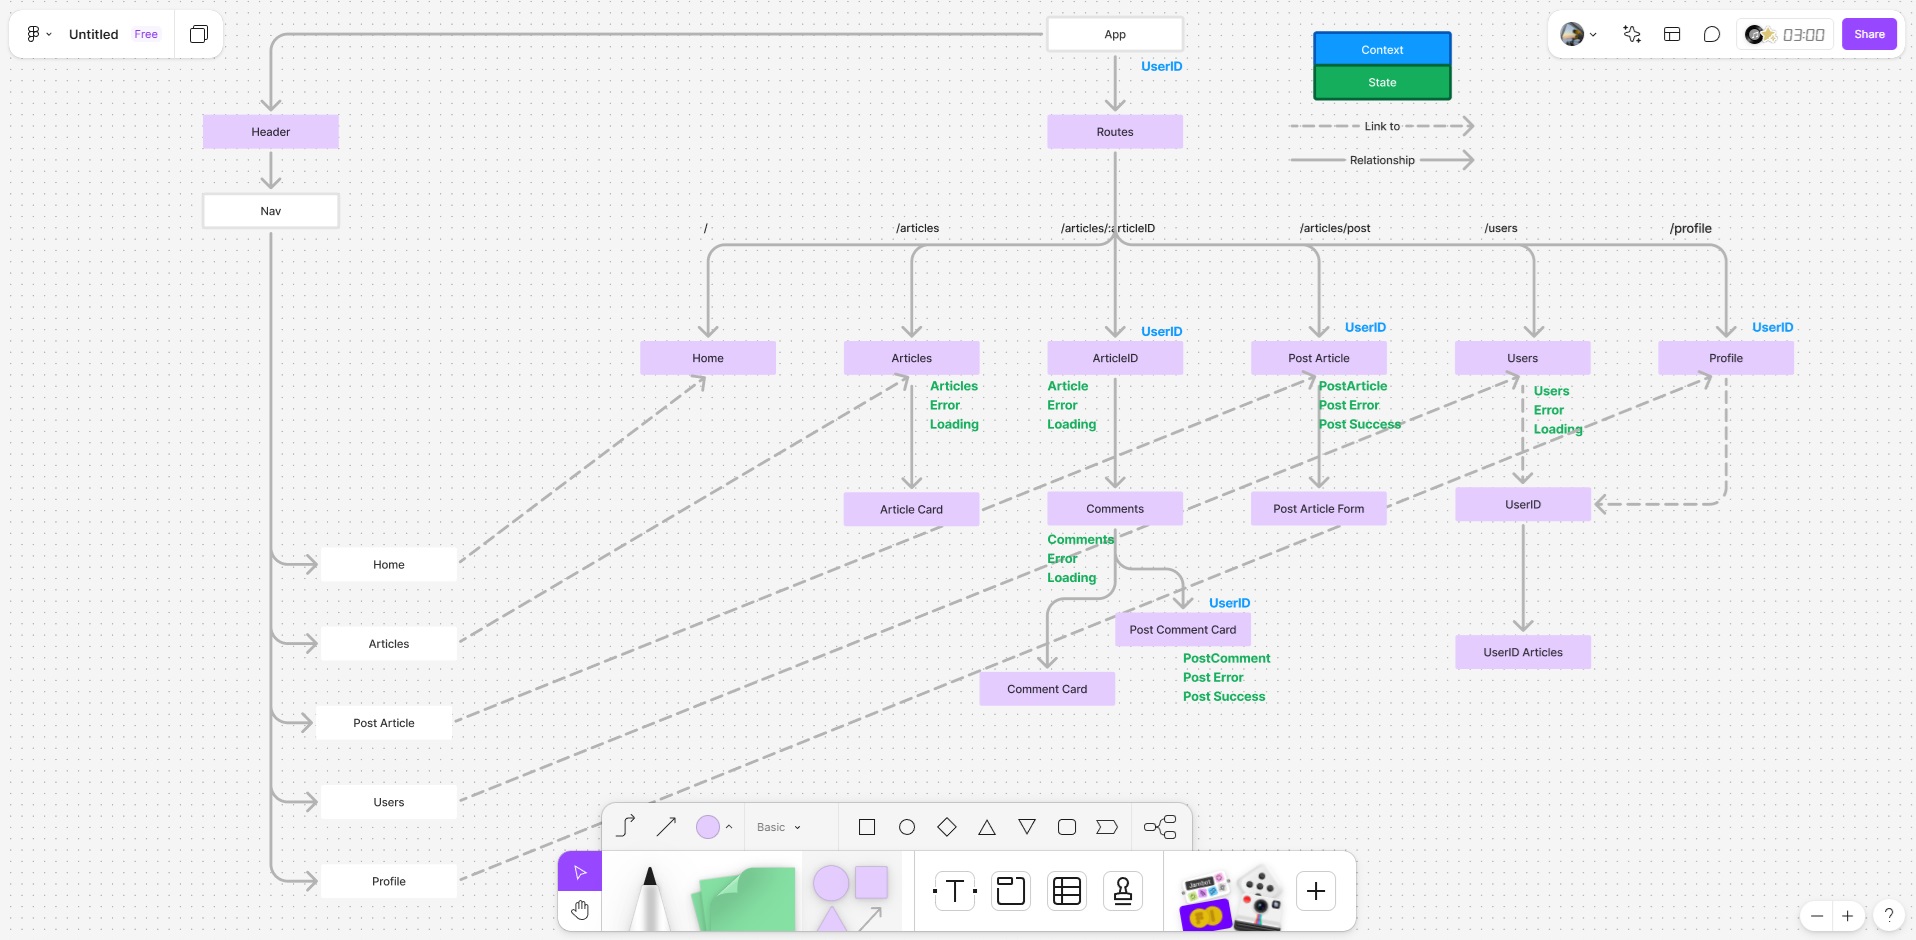 Untitled
Free
App
UserID
Context
State
03:00
Share
Header
Routes
Link to
Relationship
Nav
/
/articles
/articles/:articleID
/articles/post
/users
/profile
UserID
UserID
UserID
Home
Articles
ArticleID
Post Article
Users
Profile
Articles
Error
Loading
Article
Error
Loading
PostArticle
Post Error
Post Success
Users
Error
Loading
Article Card
Comments
Post Article Form
UserID
Comments
Error
Loading
Home
UserID
Post Comment Card
Articles
PostComment
Post Error
Post Success
UserID Articles
Comment Card
Post Article
Users
Profile
Basic
T
Jambot
?